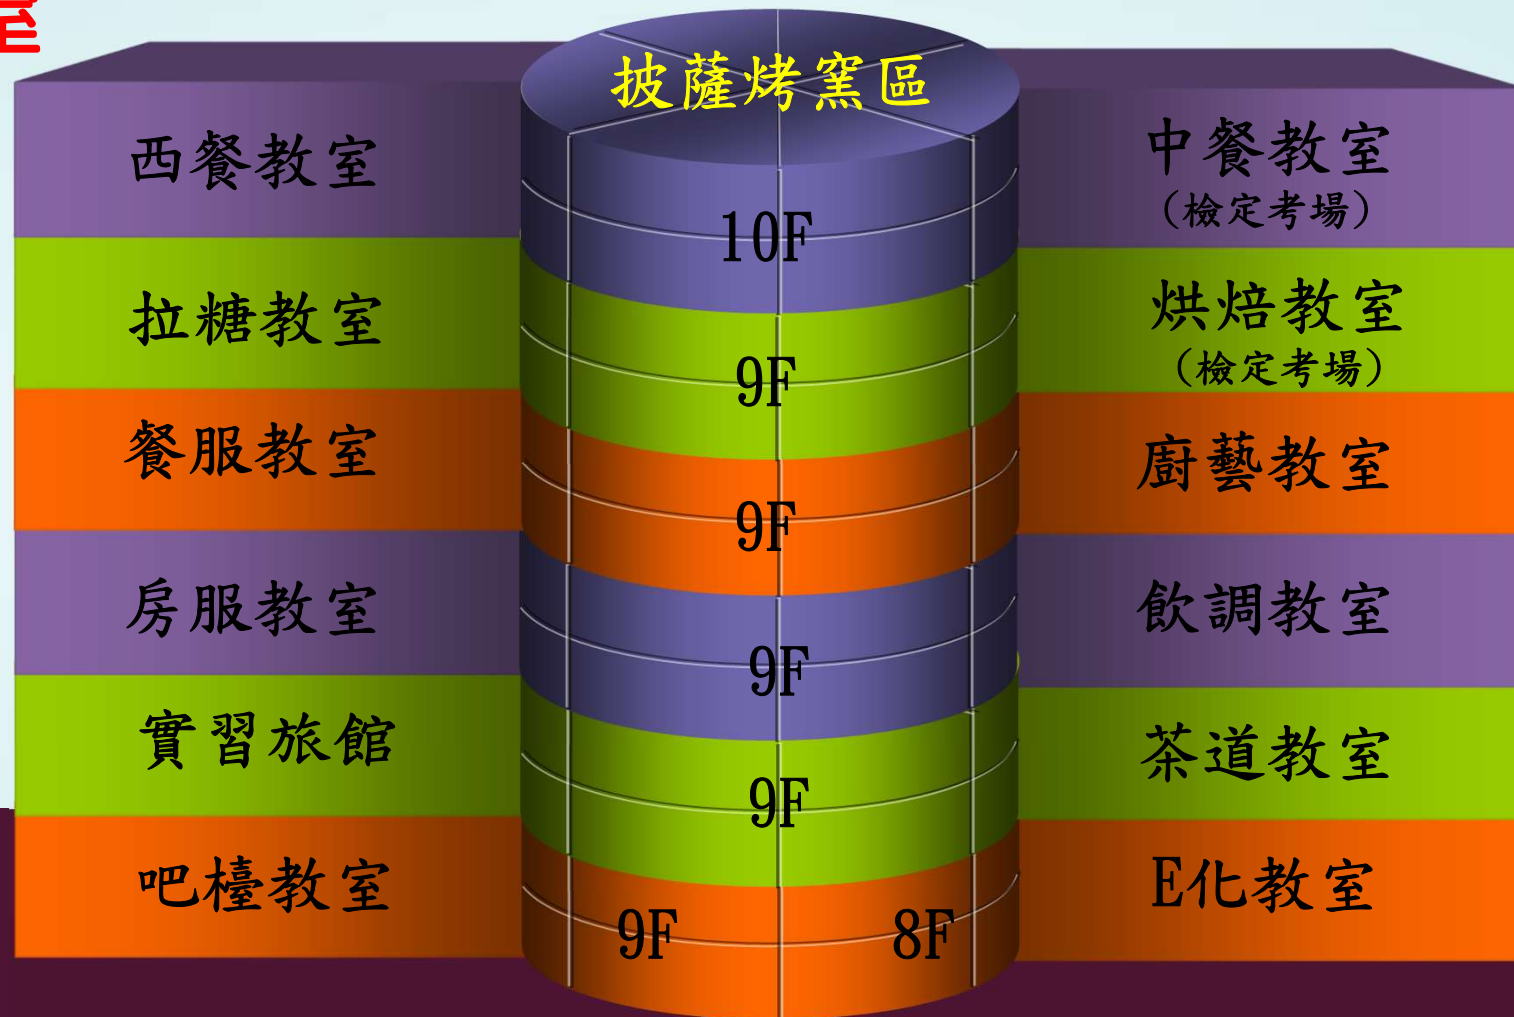 室
披薩烤窯區
西餐教室
10F
中餐教室
(檢定考場)
拉糖教室
9F
烘焙教室
(檢定考場)
餐服教室
9F
廚藝教室
房服教室
9F
飲調教室
實習旅館
9F
茶道教室
吧檯教室
9F
8F
E化教室